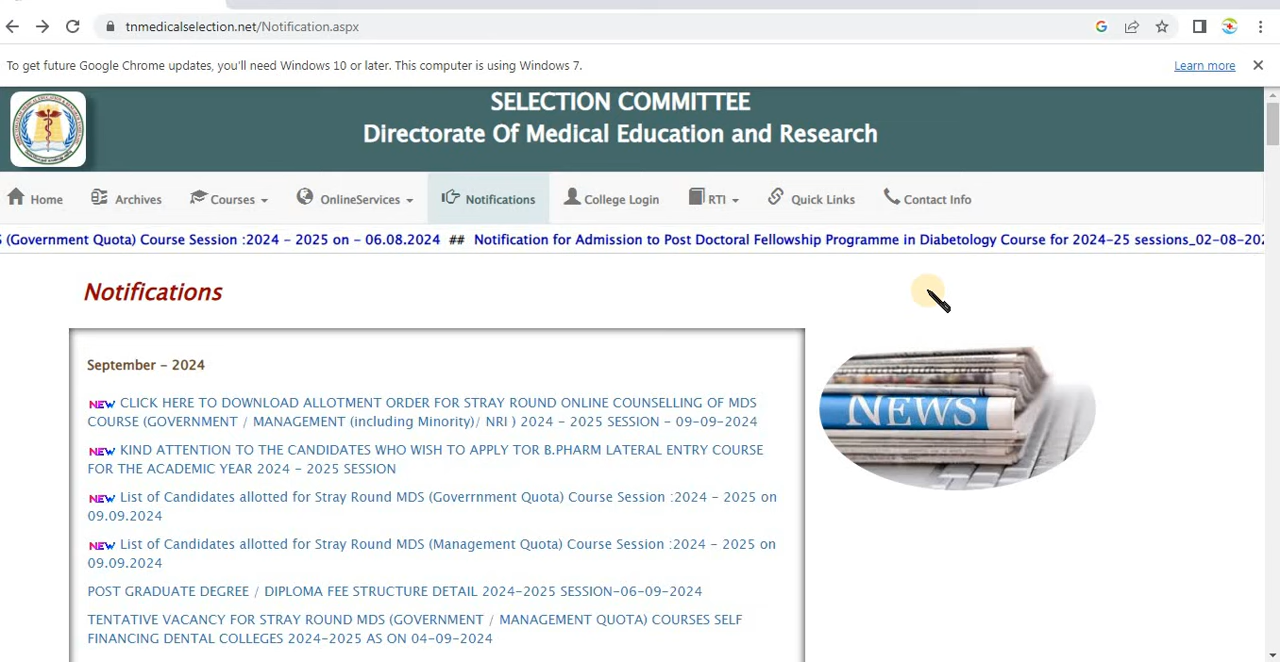 tnmedicalselection.net/Notification.aspx
To get future Google Chrome updates, you'll need Windows 10 or later. This computer is using Windows 7.
Learn more
SELECTION COMMITTEE
Directorate Of Medical Education and Research
Home Archives Courses OnlineServices Notifications College Login RTI Quick Links Contact Info
(Government Quota) Course Session :2024 - 2025 on - 06.08.2024 ## Notification for Admission to Post Doctoral Fellowship Programme in Diabetology Course for 2024-25 sessions_02-08-202
Notifications
September - 2024
NEW CLICK HERE TO DOWNLOAD ALLOTMENT ORDER FOR STRAY ROUND ONLINE COUNSELLING OF MDS
COURSE (GOVERNMENT / MANAGEMENT (including Minority)/ NRI ) 2024 - 2025 SESSION - 09-09-2024
NEW KIND ATTENTION TO THE CANDIDATES WHO WISH TO APPLY TOR B.PHARM LATERAL ENTRY COURSE
FOR THE ACADEMIC YEAR 2024 - 2025 SESSION
NEW List of Candidates allotted for Stray Round MDS (Goverrnment Quota) Course Session :2024 - 2025 on
09.09.2024
NEW List of Candidates allotted for Stray Round MDS (Management Quota) Course Session :2024 - 2025 on
09.09.2024
POST GRADUATE DEGREE / DIPLOMA FEE STRUCTURE DETAIL 2024-2025 SESSION-06-09-2024
TENTATIVE VACANCY FOR STRAY ROUND MDS (GOVERNMENT / MANAGEMENT QUOTA) COURSES SELF
FINANCING DENTAL COLLEGES 2024-2025 AS ON 04-09-2024
NEWS